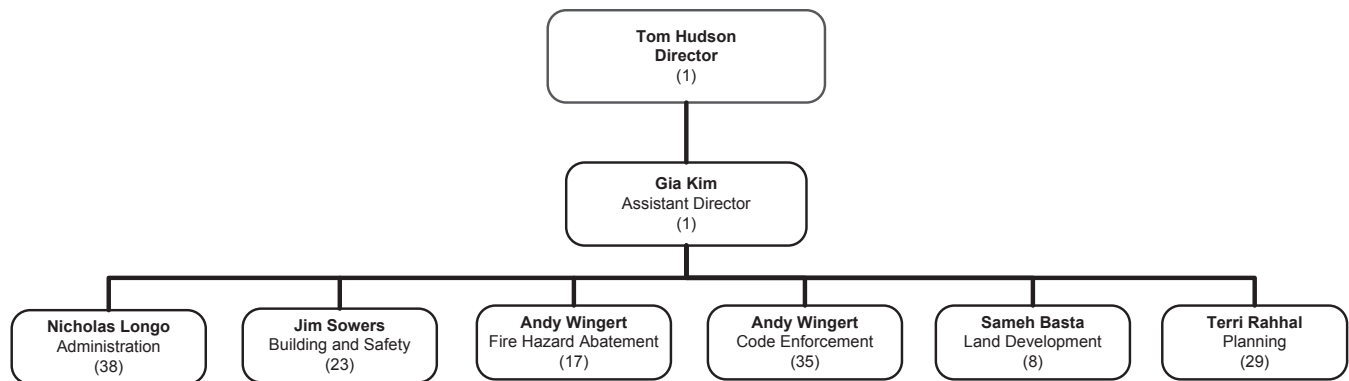 Tom Hudson
Director
(1)
Gia Kim
Assistant Director
(1)
Nicholas Longo
Administration
(38)
Jim Sowers
Building and Safety
(23)
Andy Wingert
Fire Hazard Abatement
(17)
Andy Wingert
Code Enforcement
(35)
Sameh Basta
Land Development
(8)
Terri Rahhal
Planning
(29)